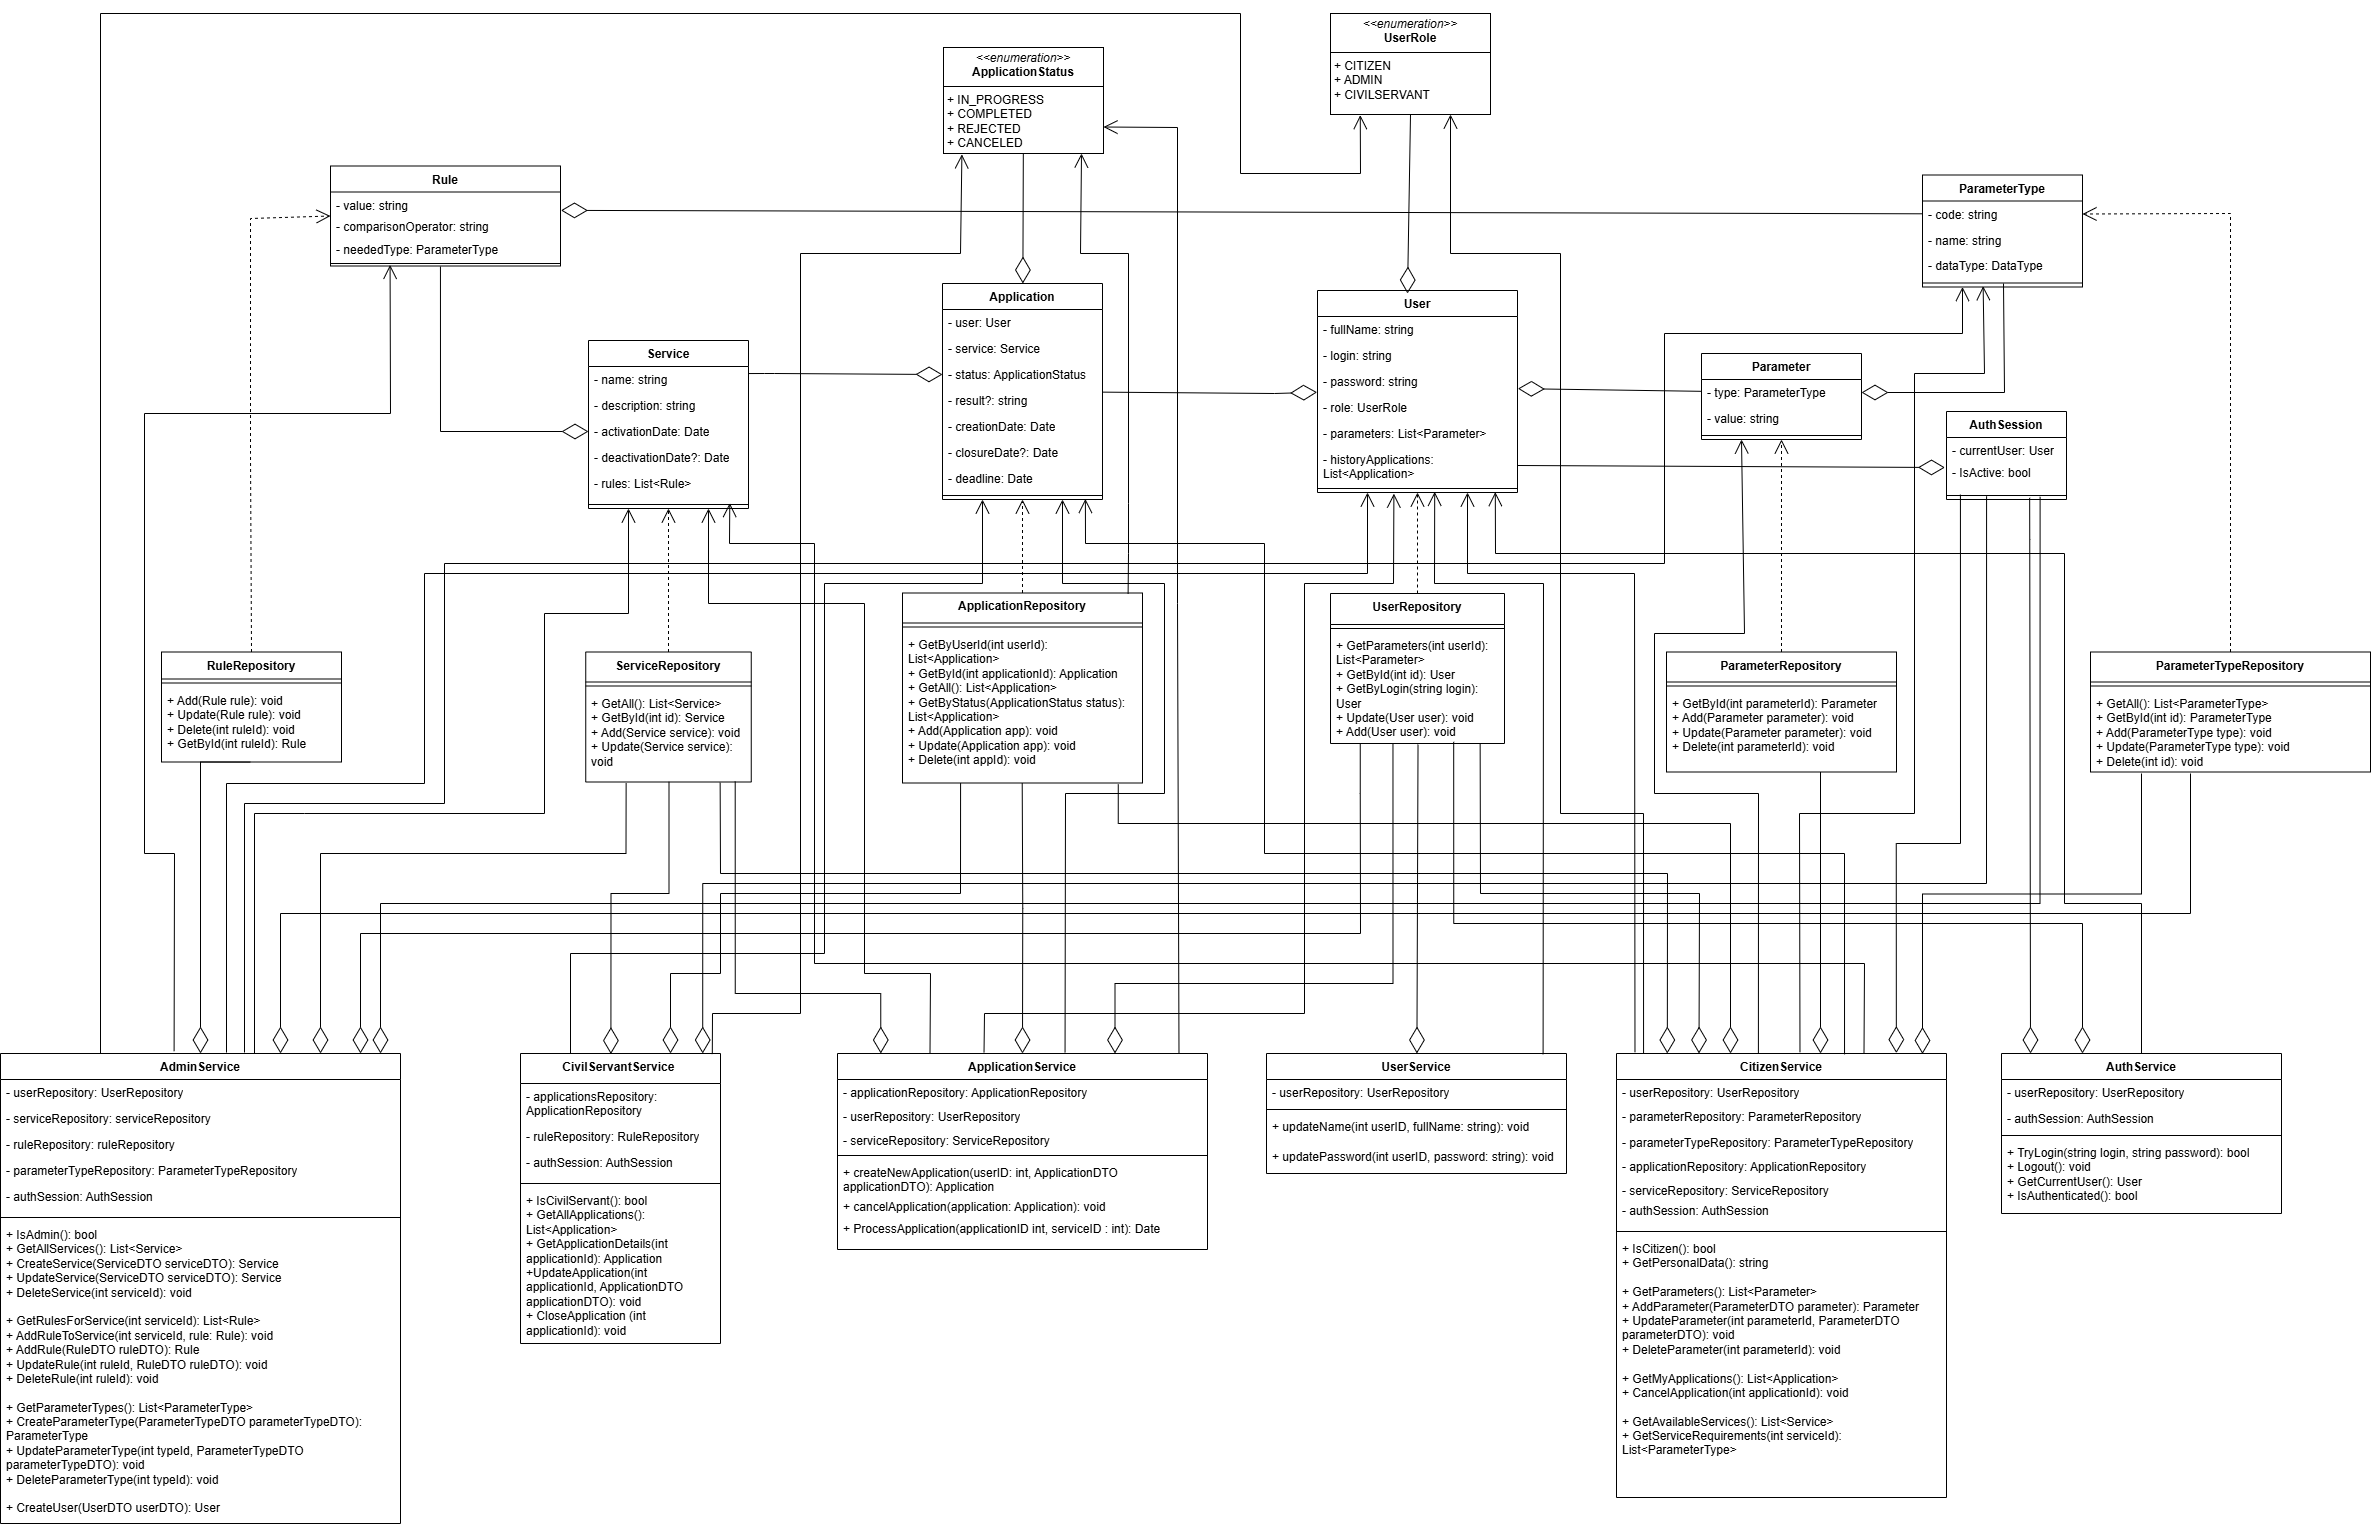 <<enumeration>>
UserRole
+ CITIZEN
+ ADMIN
+ CIVILSERVANT
<<enumeration>>
ApplicationStatus
+ IN_PROGRESS
+ COMPLETED
+ REJECTED
+ CANCELED
Rule
- value: string
- comparisonOperator: string
- neededType: ParameterType
ParameterType
- code: string
- name: string
- dataType: DataType
Service
- name: string
- description: string
- activationDate: Date
- deactivationDate?: Date
- rules: List<Rule>
Application
- user: User
- service: Service
- status: ApplicationStatus
- result?: string
- creationDate: Date
- closureDate?: Date
- deadline: Date
User
- fullName: string
- login: string
- password: string
- role: UserRole
- parameters: List<Parameter>
- historyApplications:
List<Application>
Parameter
- type: ParameterType
- value: string
AuthSession
- currentUser: User
- IsActive: bool
RuleRepository
+ Add(Rule rule): void
+ Update(Rule rule): void
+ Delete(int ruleId): void
+ GetById(int ruleId): Rule
ServiceRepository
+ GetAll(): List<Service>
+ GetById(int id): Service
+ Add(Service service): void
+ Update(Service service):
void
ApplicationRepository
+ GetByUserId(int userId):
List<Application>
+ GetById(int applicationId): Application
+ GetAll(): List<Application>
+ GetByStatus(ApplicationStatus status):
List<Application>
+ Add(Application app): void
+ Update(Application app): void
+ Delete(int appId): void
UserRepository
+ GetParameters(int userId):
List<Parameter>
+ GetById(int id): User
+ GetByLogin(string login):
User
+ Update(User user): void
+ Add(User user): void
ParameterRepository
+ GetById(int parameterId): Parameter
+ Add(Parameter parameter): void
+ Update(Parameter parameter): void
+ Delete(int parameterId): void
ParameterTypeRepository
+ GetAll(): List<ParameterType>
+ GetById(int id): ParameterType
+ Add(ParameterType type): void
+ Update(ParameterType type): void
+ Delete(int id): void
AdminService
- userRepository: UserRepository
- serviceRepository: serviceRepository
- ruleRepository: ruleRepository
- parameterTypeRepository: ParameterTypeRepository
- authSession: AuthSession
+ IsAdmin(): bool
+ GetAllServices(): List<Service>
+ CreateService(ServiceDTO serviceDTO): Service
+ UpdateService(ServiceDTO serviceDTO): Service
+ DeleteService(int serviceId): void
+ GetRulesForService(int serviceId): List<Rule>
+ AddRuleToService(int serviceId, rule: Rule): void
+ AddRule(RuleDTO ruleDTO): Rule
+ UpdateRule(int ruleId, RuleDTO ruleDTO): void
+ DeleteRule(int ruleId): void
+ GetParameterTypes(): List<ParameterType>
+ CreateParameterType(ParameterTypeDTO parameterTypeDTO):
ParameterType
+ UpdateParameterType(int typeId, ParameterTypeDTO
parameterTypeDTO): void
+ DeleteParameterType(int typeId): void
+ CreateUser(UserDTO userDTO): User
CivilServantService
- applicationsRepository:
ApplicationRepository
- ruleRepository: RuleRepository
- authSession: AuthSession
+ IsCivilServant(): bool
+ GetAllApplications():
List<Application>
+ GetApplicationDetails(int
applicationId): Application
+UpdateApplication(int
applicationId, ApplicationDTO
applicationDTO): void
+ CloseApplication (int
applicationId): void
ApplicationService
- applicationRepository: ApplicationRepository
- userRepository: UserRepository
- serviceRepository: ServiceRepository
+ createNewApplication(userID: int, ApplicationDTO
applicationDTO): Application
+ cancelApplication(application: Application): void
+ ProcessApplication(applicationID int, serviceID : int): Date
UserService
- userRepository: UserRepository
+ updateName(int userID, fullName: string): void
+ updatePassword(int userID, password: string): void
CitizenService
- userRepository: UserRepository
- parameterRepository: ParameterRepository
- parameterTypeRepository: ParameterTypeRepository
- applicationRepository: ApplicationRepository
- serviceRepository: ServiceRepository
- authSession: AuthSession
+ IsCitizen(): bool
+ GetPersonalData(): string
+ GetParameters(): List<Parameter>
+ AddParameter(ParameterDTO parameter): Parameter
+ UpdateParameter(int parameterId, ParameterDTO
parameterDTO): void
+ DeleteParameter(int parameterId): void
+ GetMyApplications(): List<Application>
+ CancelApplication(int applicationId): void
+ GetAvailableServices(): List<Service>
+ GetServiceRequirements(int serviceId):
List<ParameterType>
AuthService
- userRepository: UserRepository
- authSession: AuthSession
+ TryLogin(string login, string password): bool
+ Logout(): void
+ GetCurrentUser(): User
+ IsAuthenticated(): bool